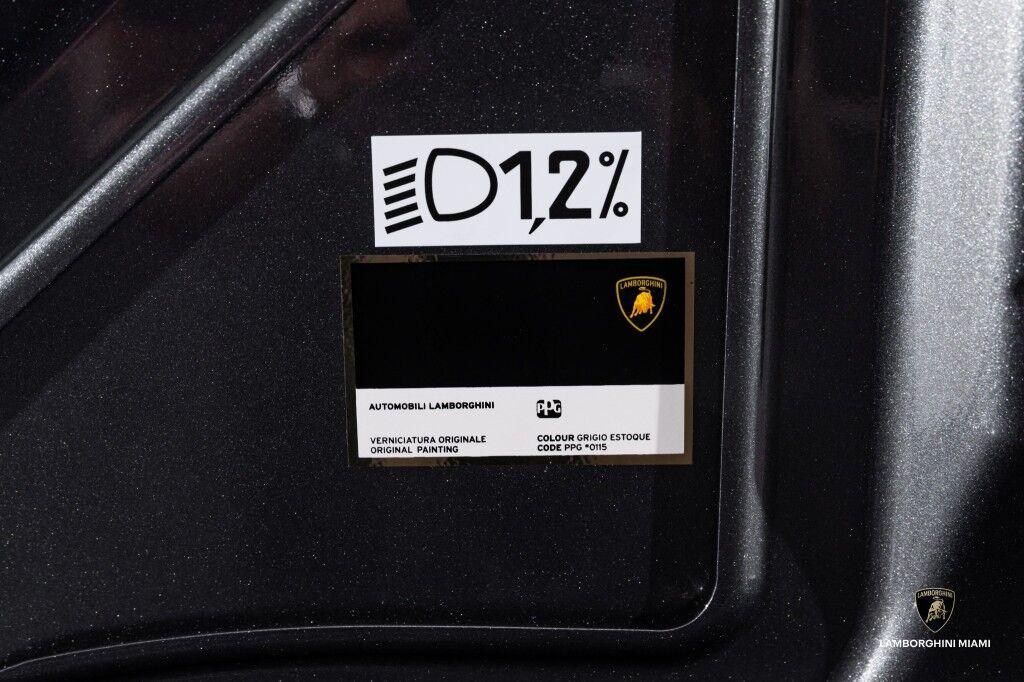 1,2%
LAMBORGHINI
AUTOMOBILI LAMBORGHINI
PPG
VERNICIATURA ORIGINALE
ORIGINAL PAINTING
COLOUR GRIGIO ESTOQUE
CODE PPG *0115
LAMBORGHINI
LAMBORGHINI MIAMI